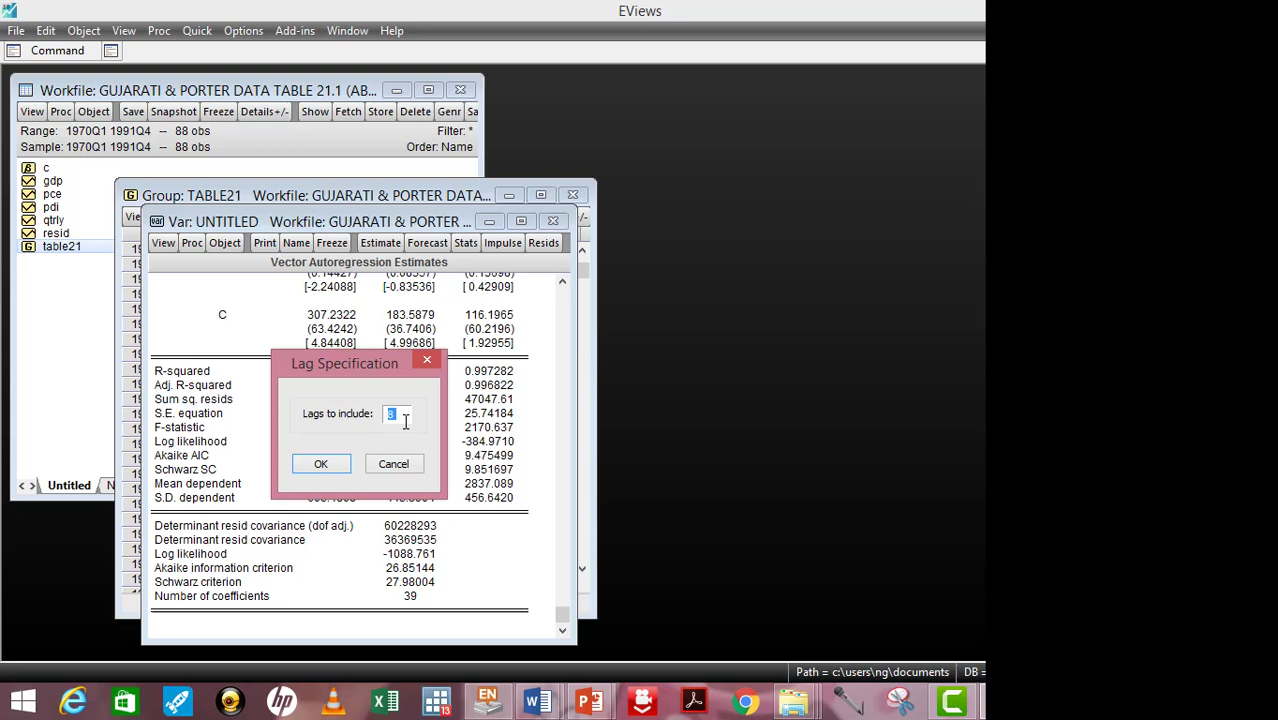 EViews
File Edit Object View Proc Quick Options Add-ins Window Help
Command
Workfile: GUJARATI & PORTER DATA TABLE 21.1 (AB...
View Proc Object Save Snapshot Freeze Details+/- Show Fetch Store Delete Genr Sa
Range: 1970Q1 1991Q4 -- 88 obs Filter: *
Sample: 1970Q1 1991Q4 -- 88 obs Order: Name
c
gdp
pce
pdi
qtrly
resid
table21
Untitled N
Group: TABLE21 Workfile: GUJARATI & PORTER DATA...
Var: UNTITLED Workfile: GUJARATI & PORTER ...
View Proc Object Print Name Freeze Estimate Forecast Stats Impulse Resids
Vector Autoregression Estimates
[-2.24088] [-0.83536] [ 0.42909]
C 307.2322 183.5879 116.1965
(63.4242) (36.7406) (60.2196)
[ 4.84408] [ 4.99686] [ 1.92955]
R-squared 0.997282
Adj. R-squared 0.996822
Sum sq. resids 47047.61
S.E. equation 25.74184
F-statistic 2170.637
Log likelihood -384.9710
Akaike AIC 9.475499
Schwarz SC 9.851697
Mean dependent 2837.089
S.D. dependent 456.6420
Determinant resid covariance (dof adj.) 60228293
Determinant resid covariance 36369535
Log likelihood -1088.761
Akaike information criterion 26.85144
Schwarz criterion 27.98004
Number of coefficients 39
Lag Specification
Lags to include:
OK Cancel
Path = c:\users\ng\documents DB =